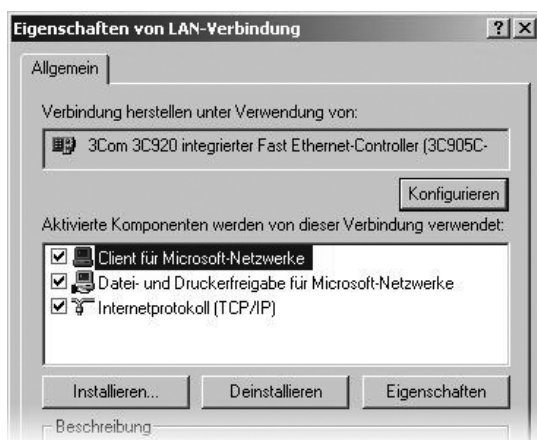 Eigenschaften von LAN-Verbindung
Allgemein
Verbindung herstellen unter Verwendung von:
3Com 3C920 integrierter Fast Ethernet-Controller (3C905C-
Konfigurieren
Aktivierte Komponenten werden von dieser Verbindung verwendet:
Client für Microsoft-Netzwerke
Datei- und Druckerfreigabe für Microsoft-Netzwerke
Internetprotokoll (TCP/IP)
Installieren... Deinstallieren Eigenschaften
Beschreibung